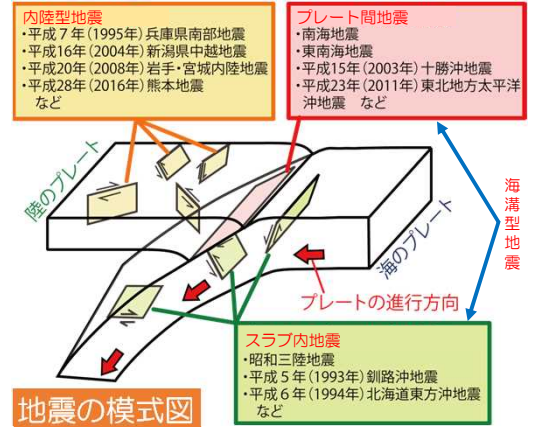 内陸型地震
・平成７年（1995年）兵庫県南部地震
・平成16年（2004年）新潟県中越地震
・平成20年（2008年）岩手・宮城内陸地震
・平成28年（2016年）熊本地震
など
プレート間地震
・南海地震
・東南海地震
・平成15年（2003年）十勝沖地震
・平成23年（2011年）東北地方太平洋
沖地震　など
陸のプレート
海のプレート
海溝型地震
プレートの進行方向
スラブ内地震
・昭和三陸地震
・平成５年（1993年）釧路沖地震
・平成６年（1994年）北海道東方沖地震
など
地震の模式図